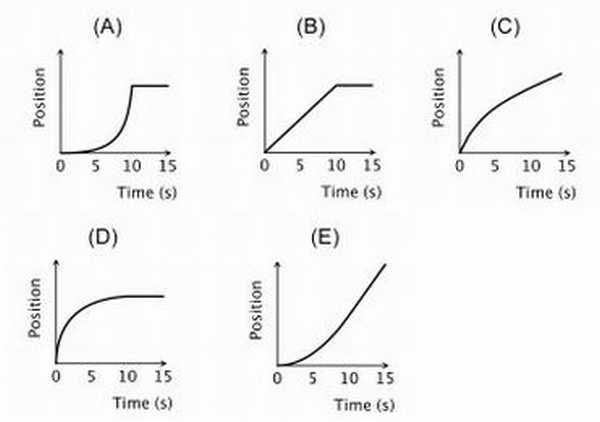 (A) (B) (C)
Position Position Position
0 5 10 15 0 5 10 15 0 5 10 15
Time (s) Time (s) Time (s)
(D) (E)
Position Position
0 5 10 15 0 5 10 15
Time (s) Time (s)